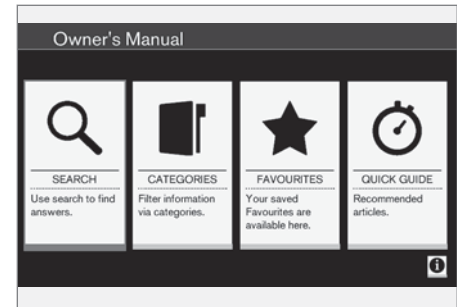 Owner's Manual
SEARCH
Use search to find
answers.
CATEGORIES
Filter information
via categories.
FAVOURITES
Your saved
Favourites are
available here.
QUICK GUIDE
Recommended
articles.
i